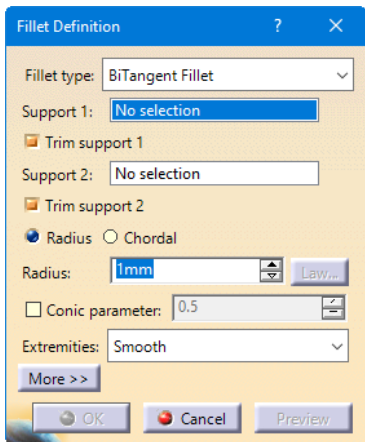 Fillet Definition ? ×
Fillet type: BiTangent Fillet
Support 1: No selection
Trim support 1
Support 2: No selection
Trim support 2
Radius Chordal
Radius: 1mm Law...
Conic parameter: 0.5
Extremities: Smooth
More >>
OK Cancel Preview